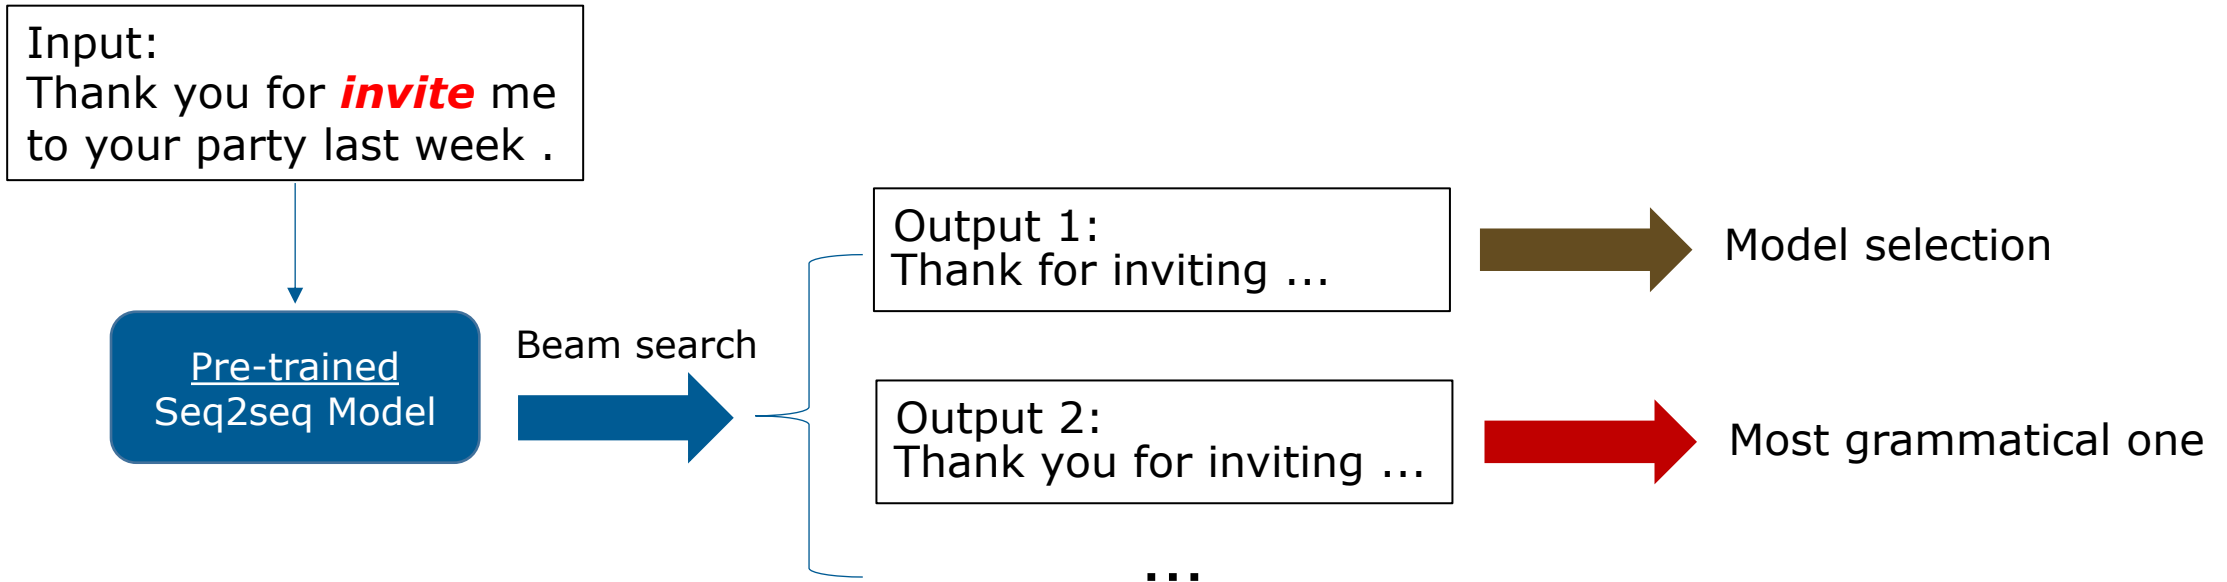 Input:
Thank you for invite me
to your party last week .
Pre-trained
Seq2seq Model
Beam search
Output 1:
Thank for inviting ...
Model selection
Output 2:
Thank you for inviting ...
Most grammatical one
...